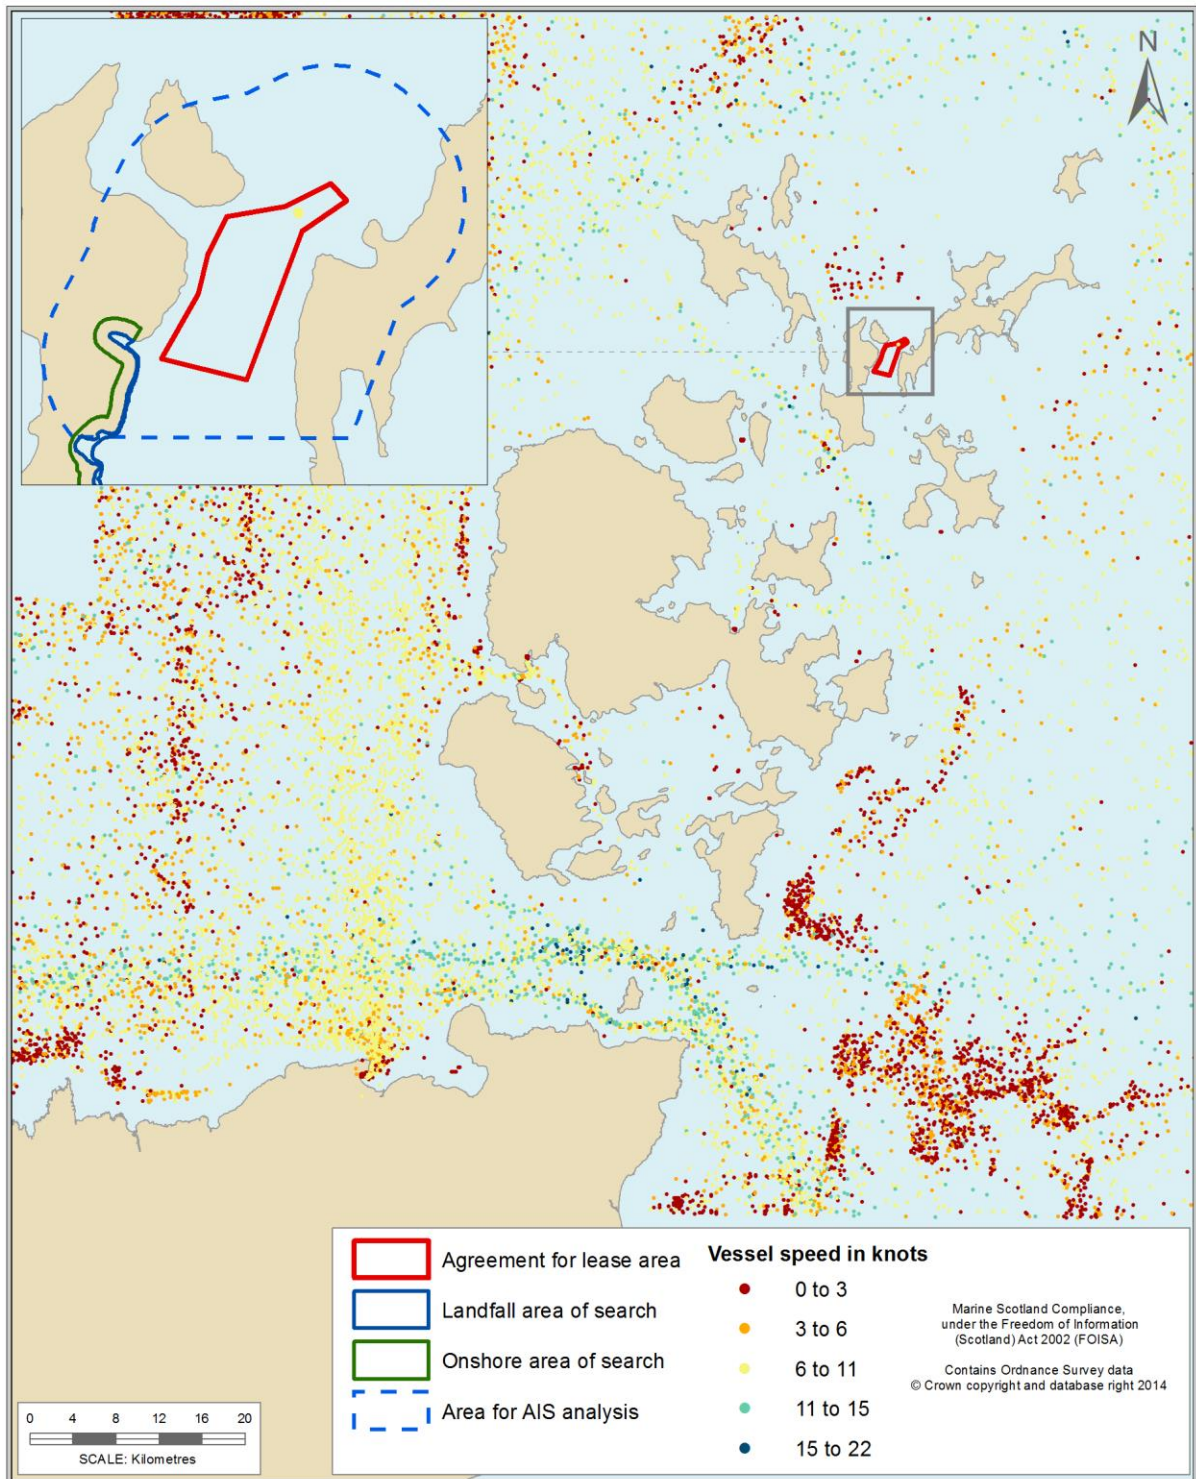 N
Agreement for lease area
Landfall area of search
Onshore area of search
Area for AIS analysis
Vessel speed in knots
0 to 3
3 to 6
6 to 11
11 to 15
15 to 22
Marine Scotland Compliance,
under the Freedom of Information
(Scotland) Act 2002 (FOISA)
Contains Ordnance Survey data
© Crown copyright and database right 2014
0 4 8 12 16 20
SCALE: Kilometres